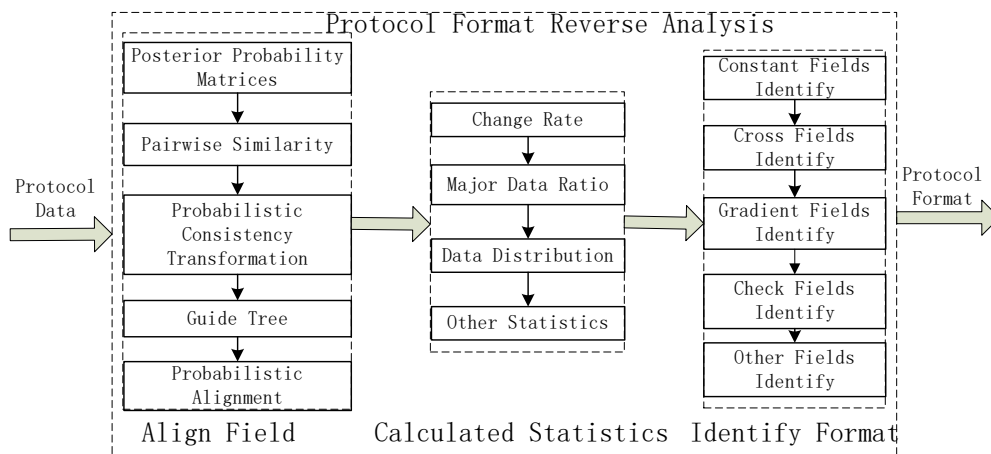 Protocol Format Reverse Analysis
Protocol
Data
Posterior Probability
Matrices
Pairwise Similarity
Probabilistic
Consistency
Transformation
Guide Tree
Probabilistic
Alignment
Align Field
Change Rate
Major Data Ratio
Data Distribution
Other Statistics
Calculated Statistics
Constant Fields
Identify
Cross Fields
Identify
Gradient Fields
Identify
Check Fields
Identify
Other Fields
Identify
Identify Format
Protocol
Format